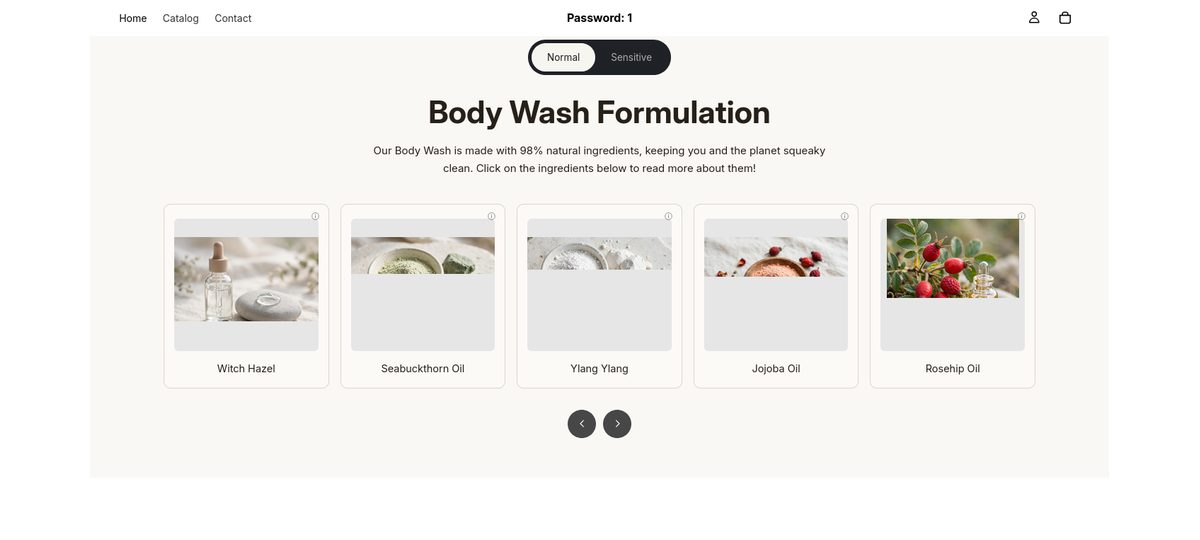 Home Catalog Contact Password: 1
Normal Sensitive
Body Wash Formulation
Our Body Wash is made with 98% natural ingredients, keeping you and the planet squeaky
clean. Click on the ingredients below to read more about them!
Witch Hazel
Seabuckthorn Oil
Ylang Ylang
Jojoba Oil
Rosehip Oil